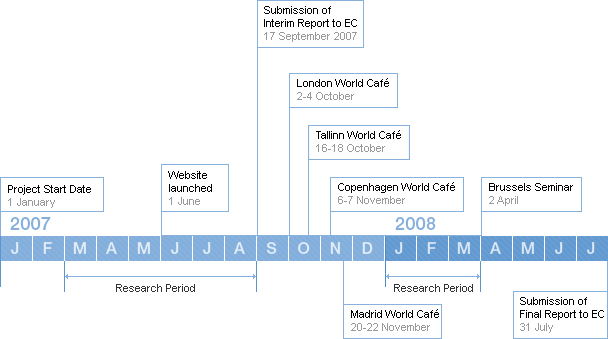 Submission of
Interim Report to EC
17 September 2007
London World Café
2-4 October
Tallinn World Café
16-18 October
Website
launched
1 June
Project Start Date
1 January
Copenhagen World Café
6-7 November
Brussels Seminar
2 April
2007
2008
J F M A M J J A S O N D J F M A M J J
Research Period
Research Period
Madrid World Café
20-22 November
Submission of
Final Report to EC
31 July